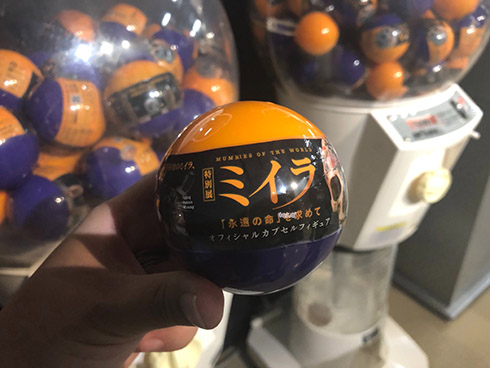 MUMMIES OF THE WORLD
特別展
ミイラ
「永遠の命」を求めて
オフィシャルカプセルフィギュア